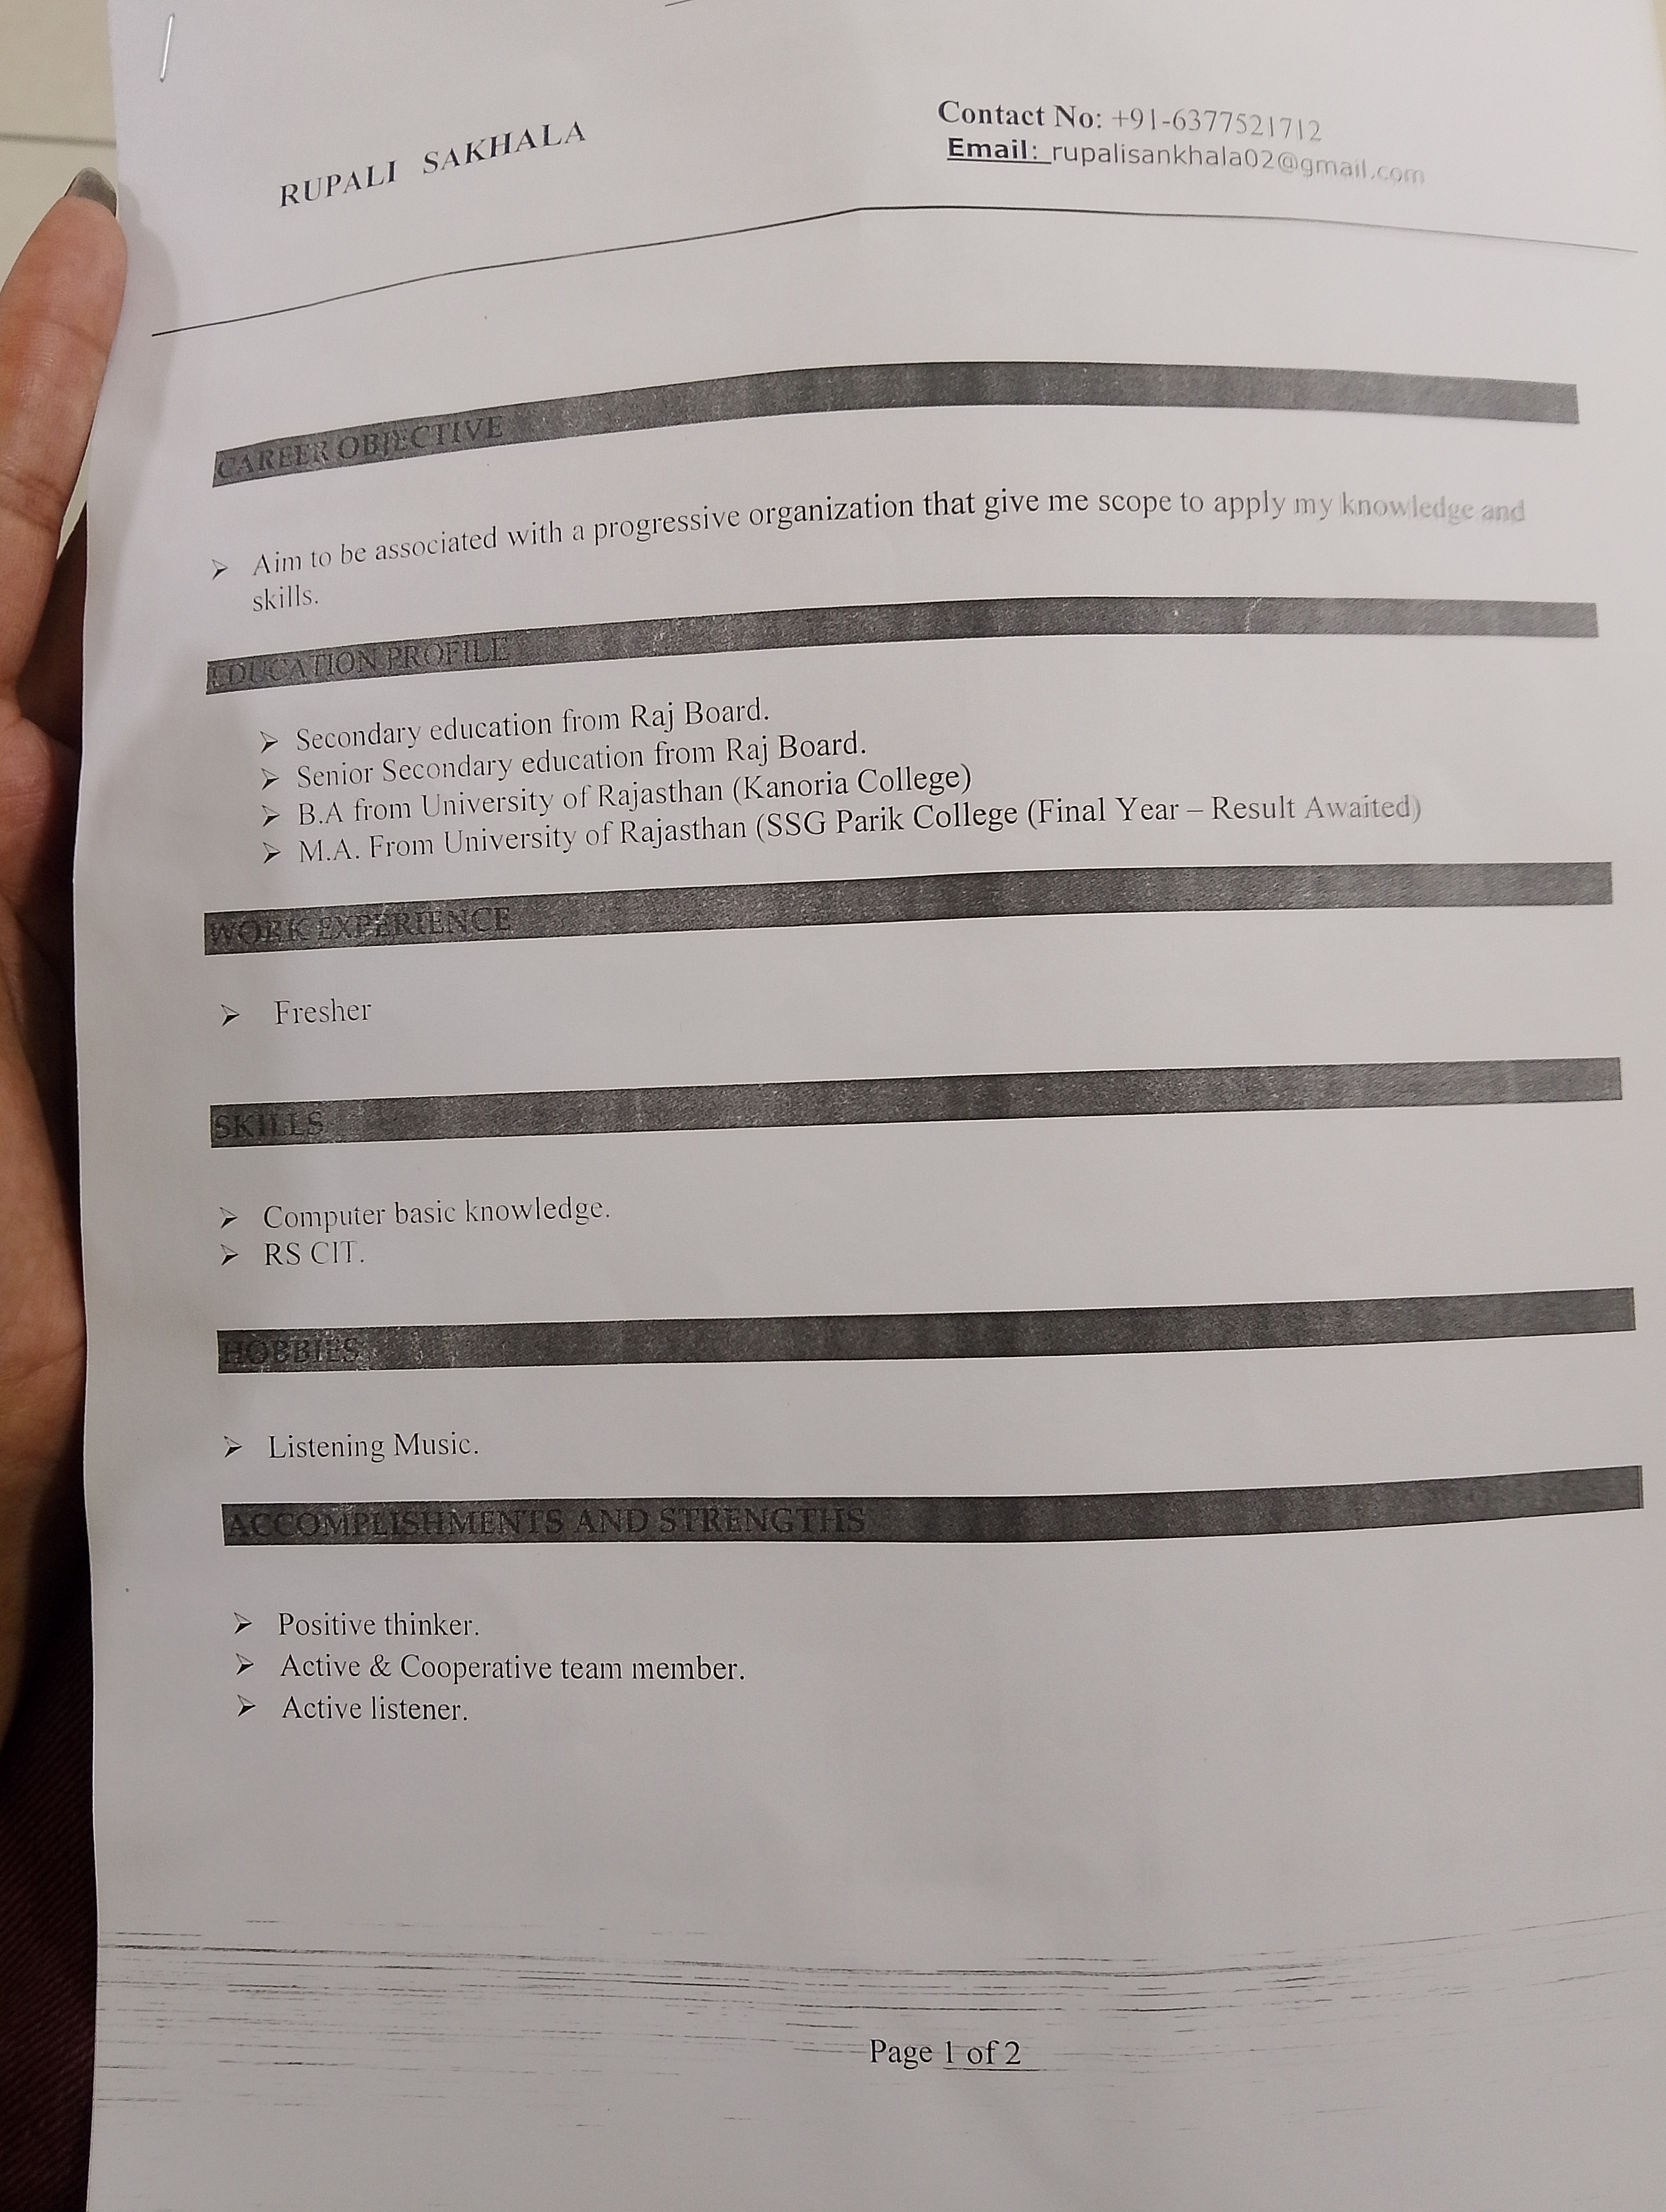 RUPALI SAKHALA
Contact No: +91-6377521712
Email: rupalisankhala02@gmail.com
CAREER OBJECTIVE
➢ Aim to be associated with a progressive organization that give me scope to apply my knowledge and
skills.
EDUCATION PROFILE
➢ Secondary education from Raj Board.
➢ Senior Secondary education from Raj Board.
➢ B.A from University of Rajasthan (Kanoria College)
➢ M.A. From University of Rajasthan (SSG Parik College (Final Year – Result Awaited)
WORK EXPERIENCE
➢ Fresher
SKILLS
➢ Computer basic knowledge.
➢ RS CIT.
HOBBIES
➢ Listening Music.
ACCOMPLISHMENTS AND STRENGTHS
➢ Positive thinker.
➢ Active & Cooperative team member.
➢ Active listener.
Page 1 of 2